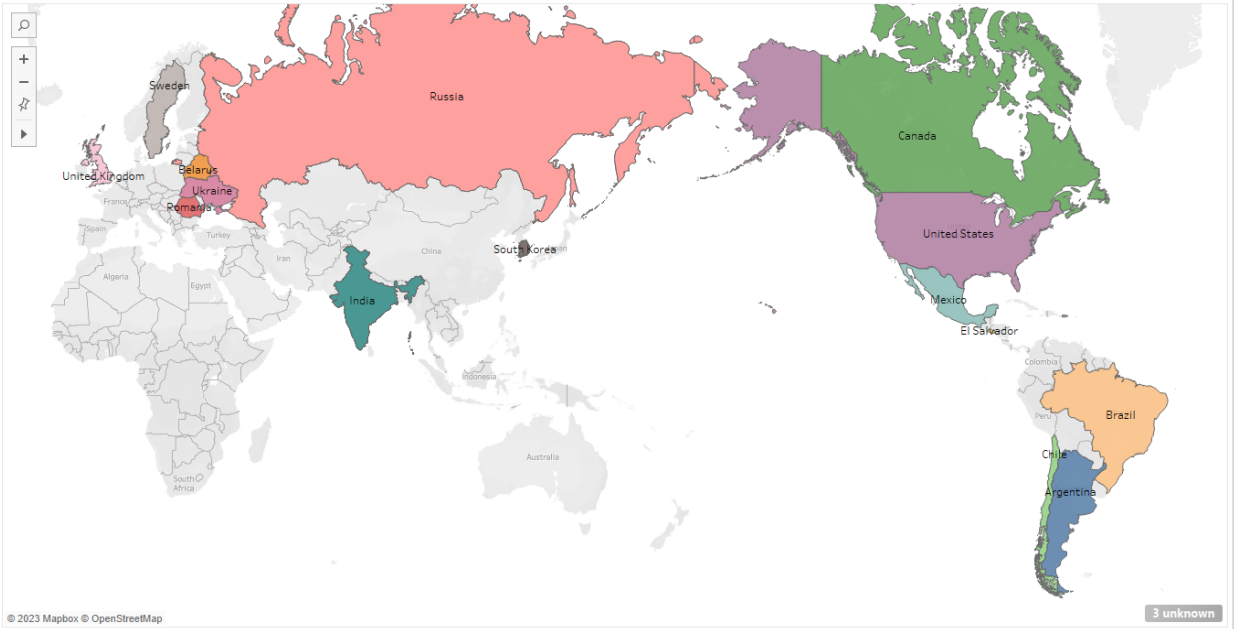 Sweden
Russia
Canada
Belarus
United Kingdom
Ukraine
France
Romania
Spain
Turkey
United States
South Korea
China
Iran
Algeria
Egypt
India
Mexico
El Salvador
Colombia
Indonesia
Brazil
Peru
Chile
Australia
South Africa
Argentina
3 unknown
© 2023 Mapbox © OpenStreetMap